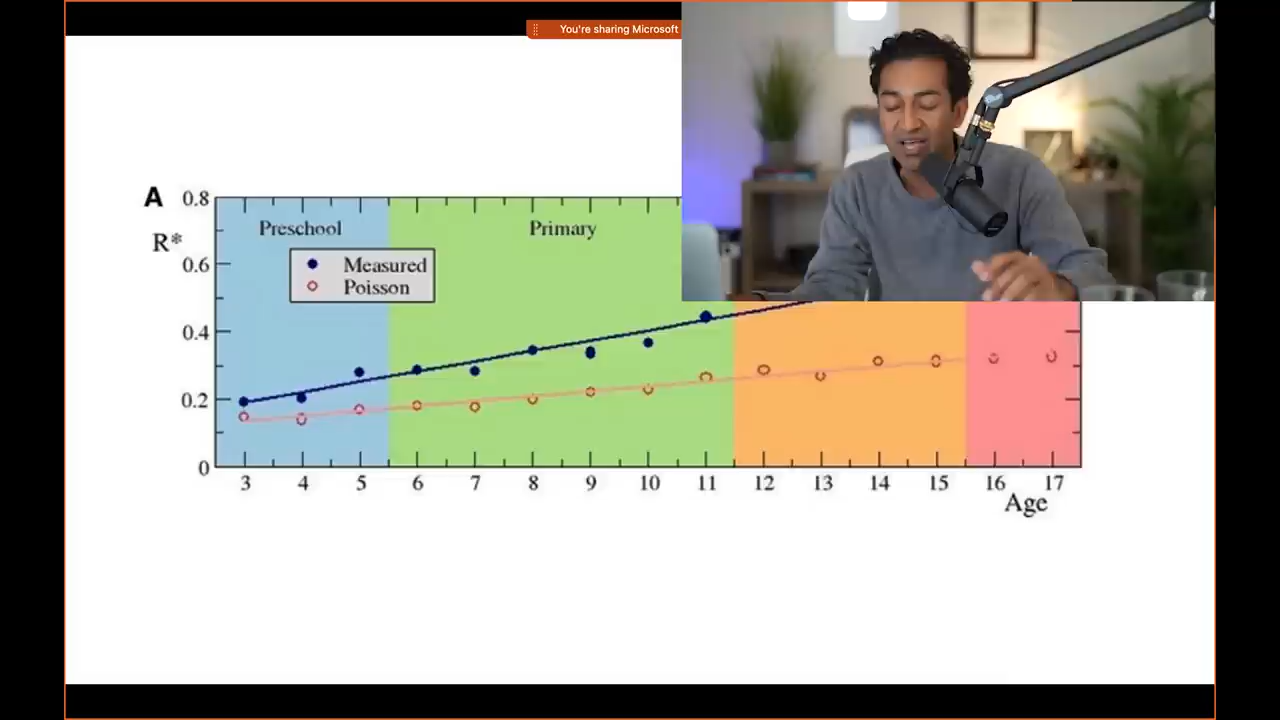 You're sharing Microsoft
A
0.8
Preschool
Primary
R*
0.6
Measured
Poisson
0.4
0.2
0
3 4 5 6 7 8 9 10 11 12 13 14 15 16 17
Age